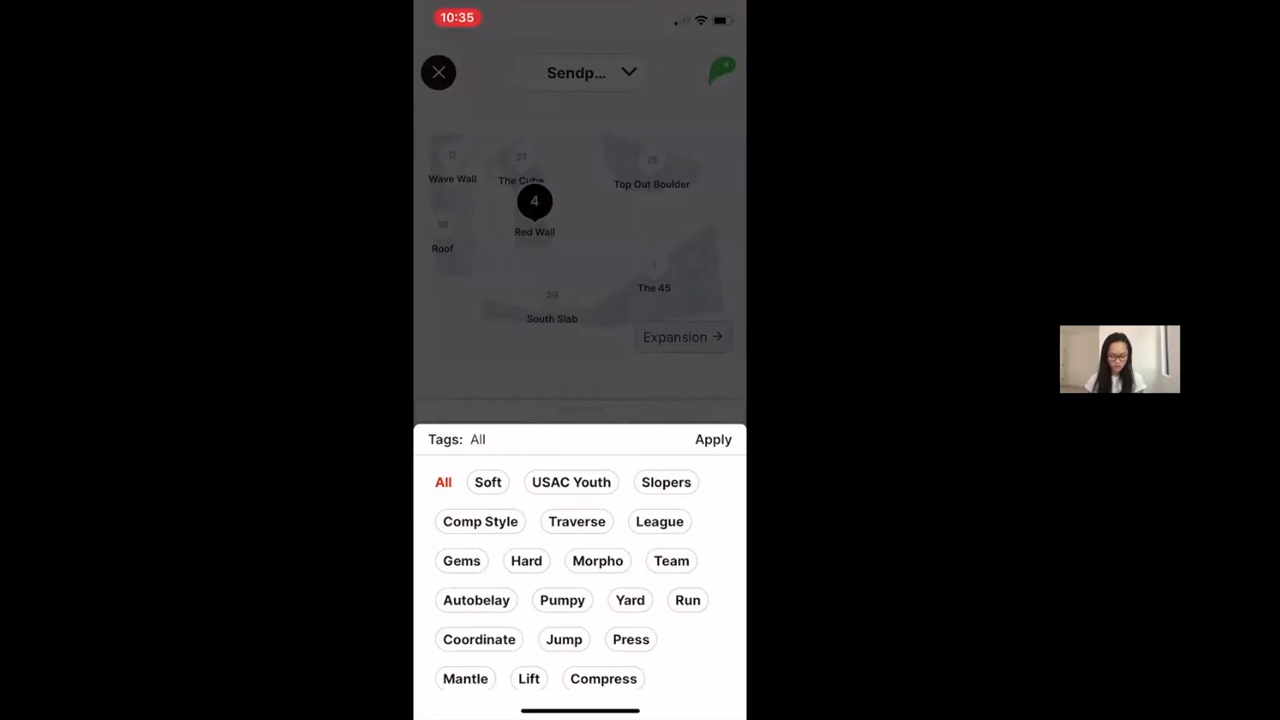 10:35
Sendp...
0
21
15
Wave Wall
The Cube
Top Out Boulder
4
16
Red Wall
Roof
The 45
29
South Slab
Expansion →
Tags: All
Apply
All
Soft
USAC Youth
Slopers
Comp Style
Traverse
League
Gems
Hard
Morpho
Team
Autobelay
Pumpy
Yard
Run
Coordinate
Jump
Press
Mantle
Lift
Compress